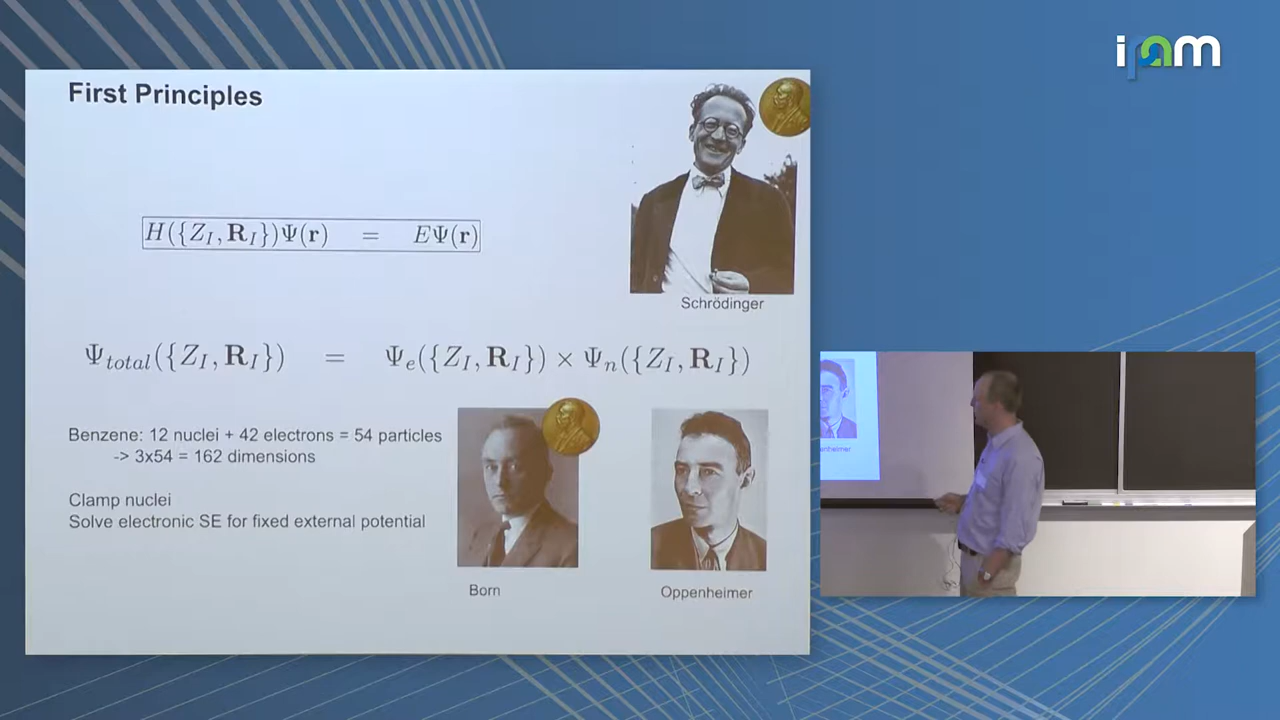 ipam
First Principles
H({Z_I, R_I})Ψ(r) = EΨ(r)
Schrödinger
Ψ_total({Z_I, R_I}) = Ψ_e({Z_I, R_I}) × Ψ_n({Z_I, R_I})
Benzene: 12 nuclei + 42 electrons = 54 particles
-> 3x54 = 162 dimensions
Clamp nuclei
Solve electronic SE for fixed external potential
Born
Oppenheimer
enheimer